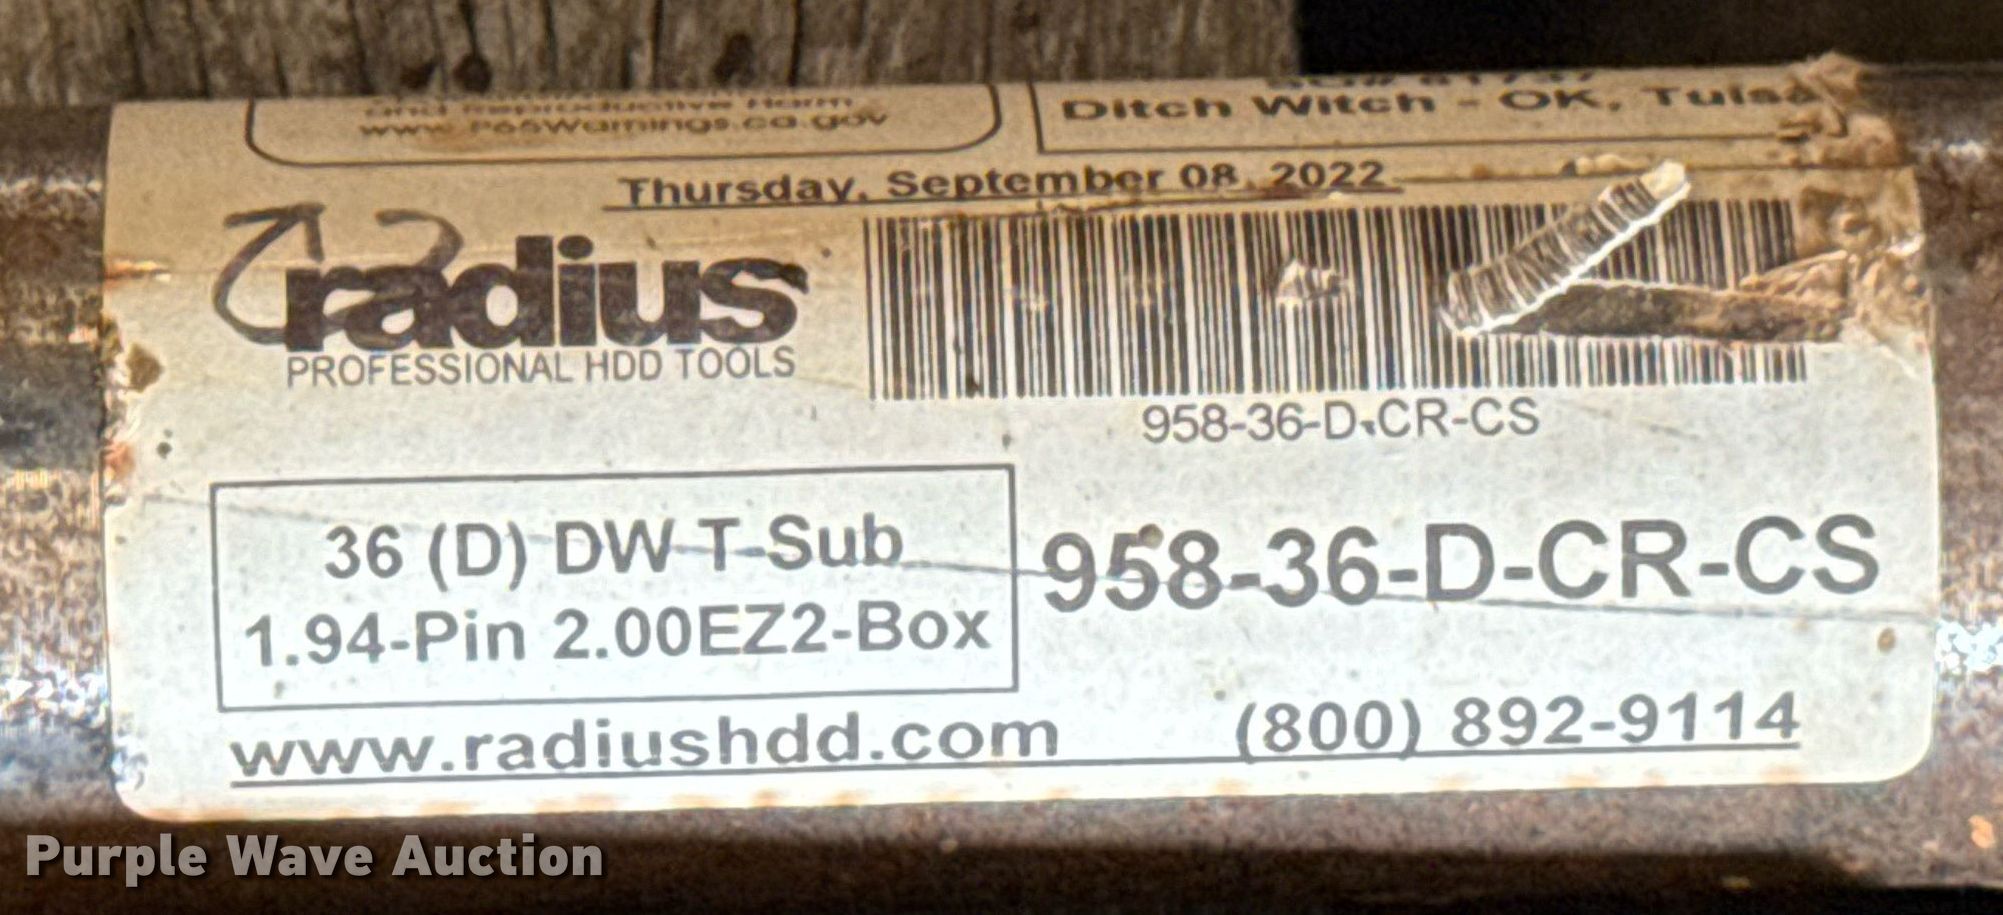 and Reproductive Harm
www.P65Warnings.ca.gov
Ditch Witch - OK, Tulsa
Thursday, September 08, 2022
radius
PROFESSIONAL HDD TOOLS
958-36-D-CR-CS
36 (D) DW T-Sub
1.94-Pin 2.00EZ2-Box
958-36-D-CR-CS
www.radiushdd.com
(800) 892-9114
Purple Wave Auction